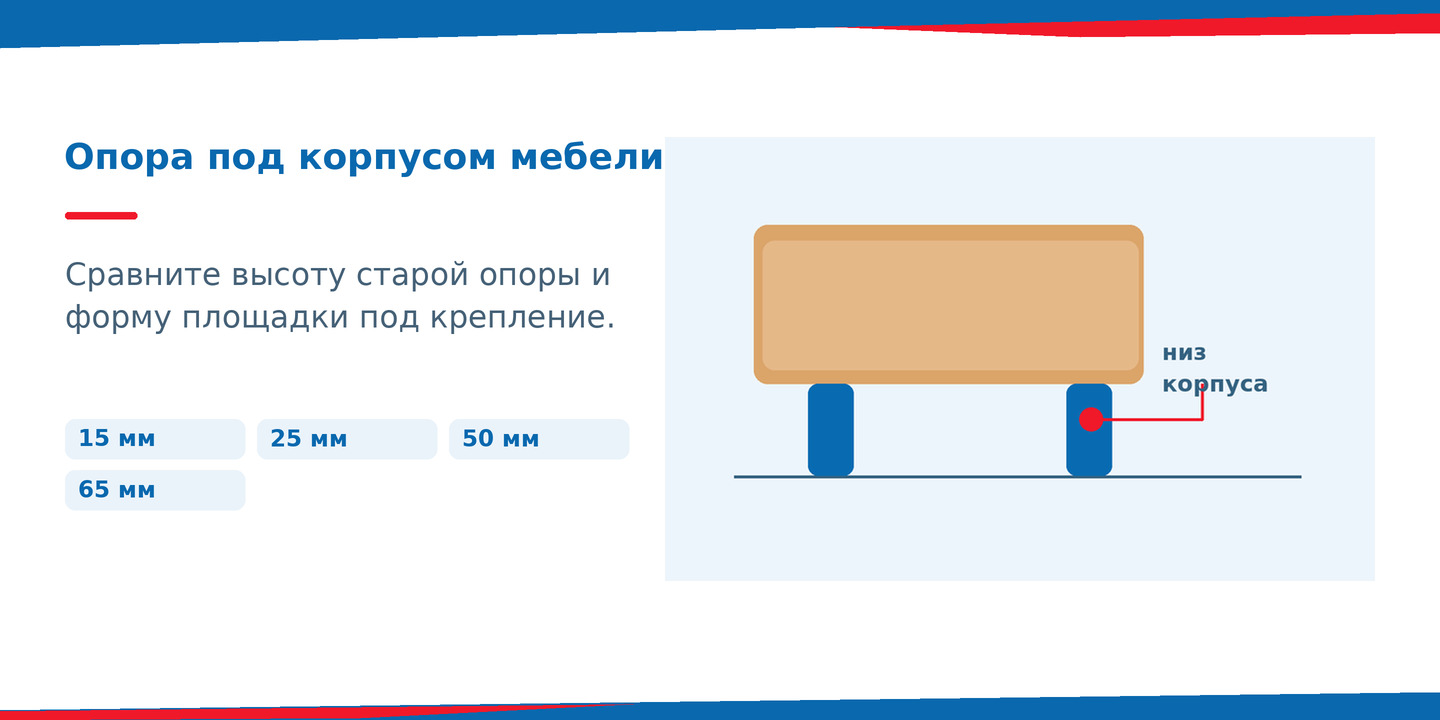 Опора под корпусом мебели
Сравните высоту старой опоры и
форму площадки под крепление.
15 мм
25 мм
50 мм
65 мм
низ
корпуса